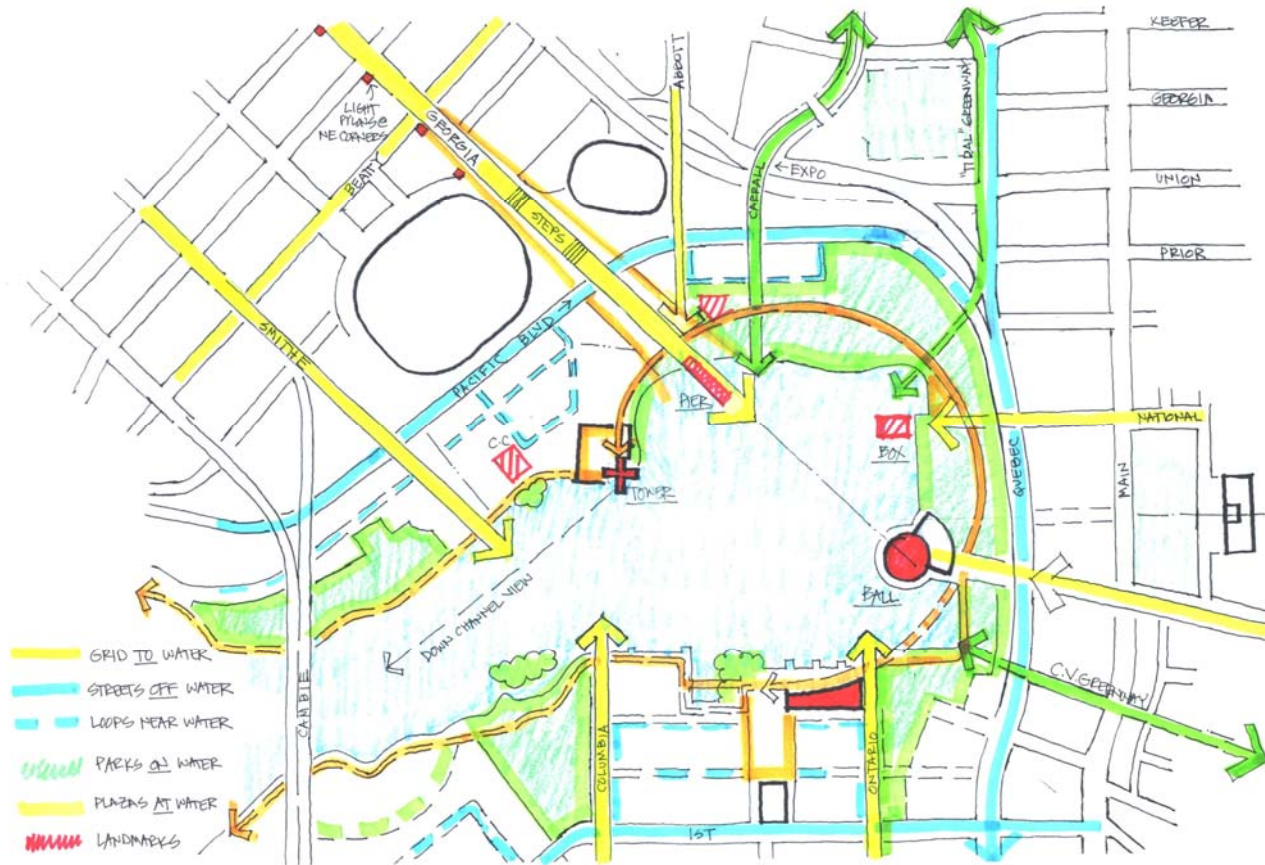 KEEFER
GEORGIA
UNION
PRIOR
ABBOTT
"TIDAL" GREENWAY
CARRALL
←EXPO
LIGHT
PYLONS @
NE CORNERS
GEORGIA
STEPS
BEATTY
SMITHE
PACIFIC BLVD
PIER
C.C.
TOWER
BOX
NATIONAL
QUEBEC
MAIN
BALL
DOWN CHANNEL VIEW
C.V. GREENWAY
CAMBIE
COLUMBIA
ONTARIO
1ST
GRID TO WATER
STREETS OFF WATER
LOOPS NEAR WATER
PARKS ON WATER
PLAZAS AT WATER
LANDMARKS